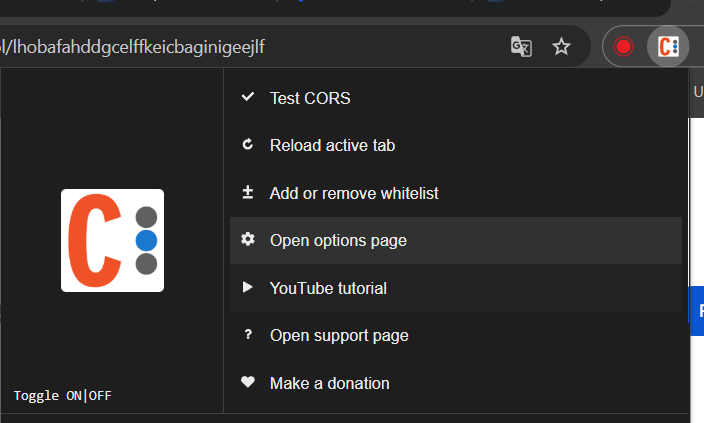 l/lhobafahddgcelffkeicbaginigeejlf
Test CORS
Reload active tab
Add or remove whitelist
Open options page
YouTube tutorial
Open support page
Make a donation
Toggle ON|OFF